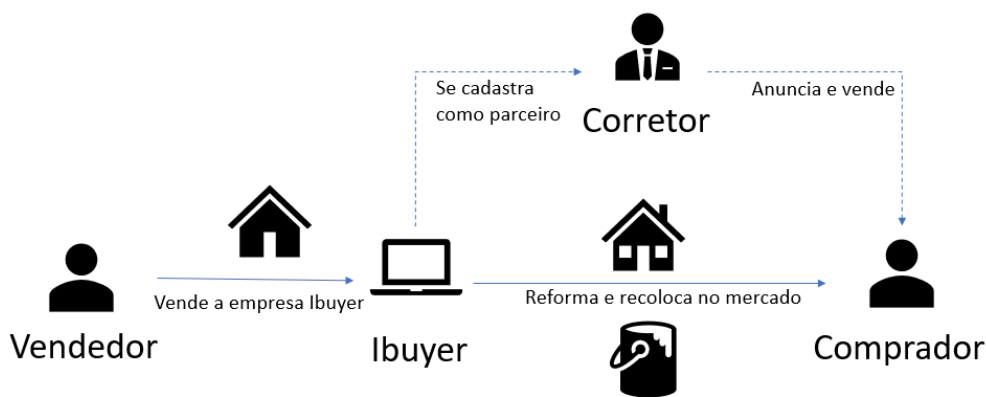 Se cadastra
como parceiro
Anuncia e vende
Corretor
Vende a empresa Ibuyer
Reforma e recoloca no mercado
Vendedor
Ibuyer
Comprador